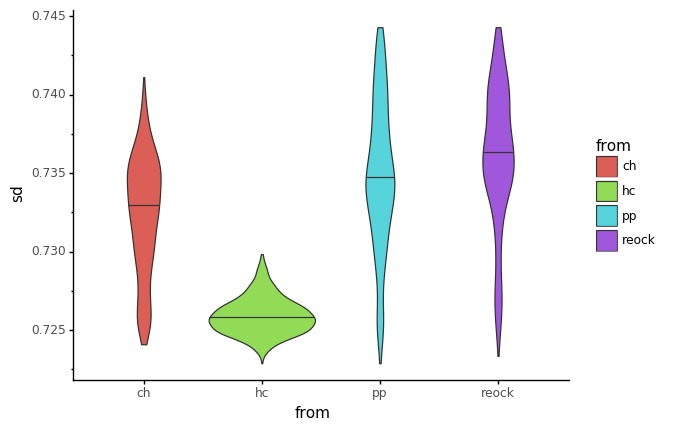 0.745
0.740
0.735
0.730
0.725
sd
ch hc pp reock
from
from
ch
hc
pp
reock